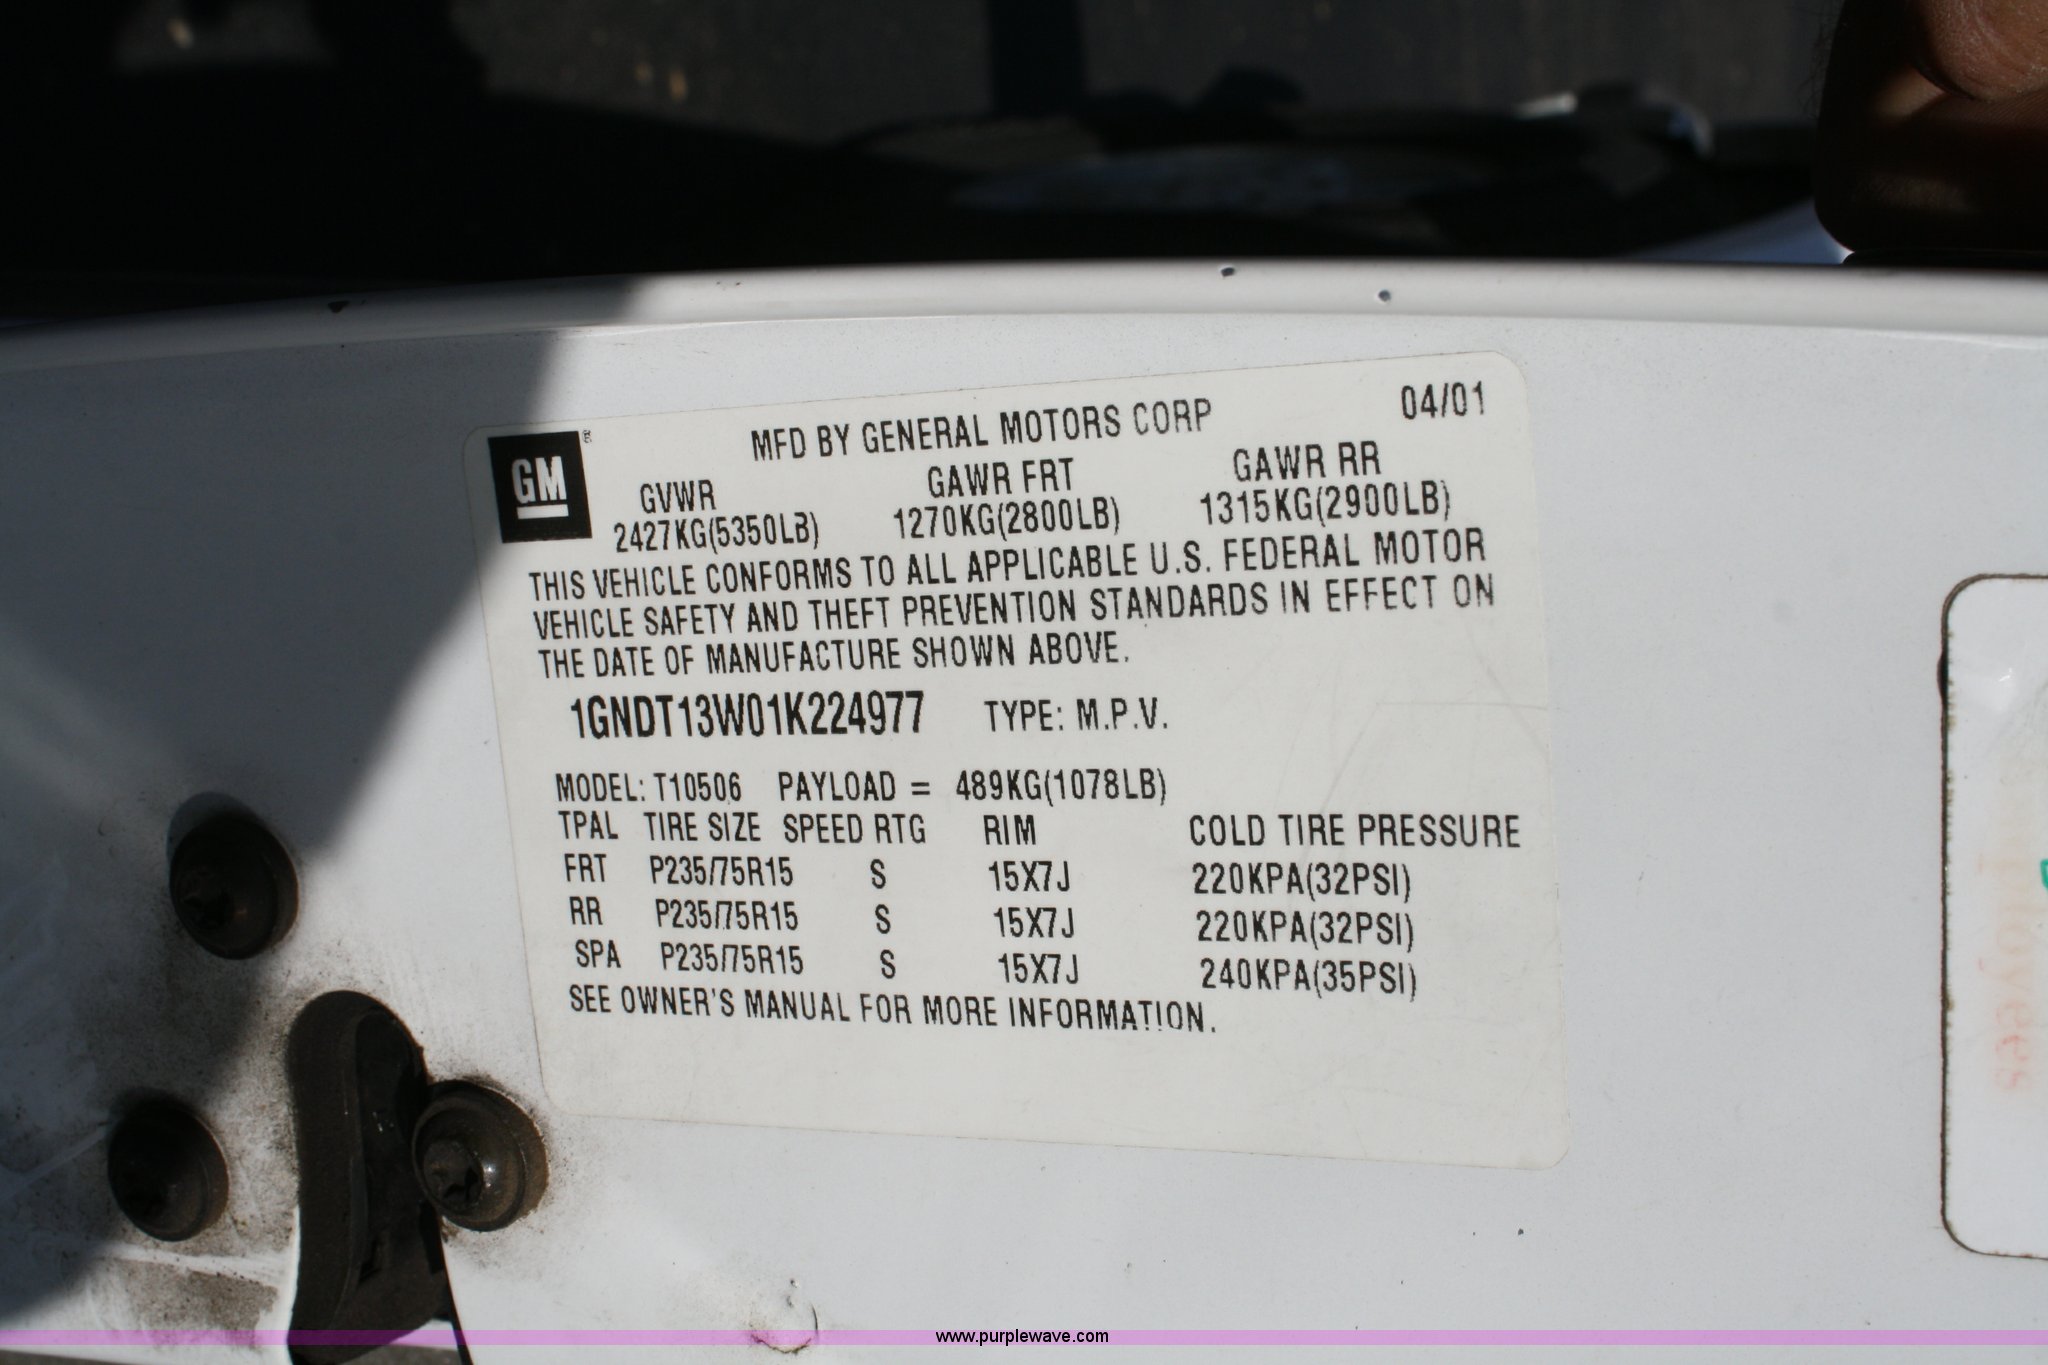 MFD BY GENERAL MOTORS CORP 04/01
GM®
GVWR GAWR FRT GAWR RR
2427KG(5350LB) 1270KG(2800LB) 1315KG(2900LB)
THIS VEHICLE CONFORMS TO ALL APPLICABLE U.S. FEDERAL MOTOR
VEHICLE SAFETY AND THEFT PREVENTION STANDARDS IN EFFECT ON
THE DATE OF MANUFACTURE SHOWN ABOVE.
1GNDT13W01K224977 TYPE: M.P.V.
MODEL: T10506 PAYLOAD = 489KG(1078LB)
TPAL TIRE SIZE SPEED RTG RIM COLD TIRE PRESSURE
FRT P235/75R15 S 15X7J 220KPA(32PSI)
RR P235/75R15 S 15X7J 220KPA(32PSI)
SPA P235/75R15 S 15X7J 240KPA(35PSI)
SEE OWNER'S MANUAL FOR MORE INFORMATION.
www.purplewave.com